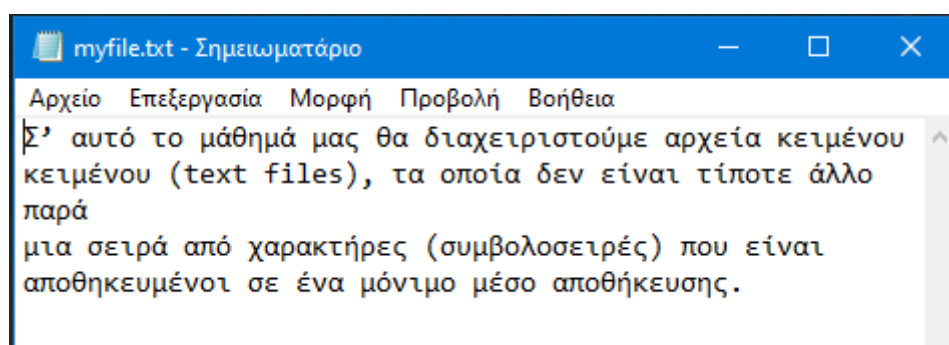 myfile.txt - Σημειωματάριο
Αρχείο Επεξεργασία Μορφή Προβολή Βοήθεια
Σ’ αυτό το μάθημά μας θα διαχειριστούμε αρχεία κειμένου
κειμένου (text files), τα οποία δεν είναι τίποτε άλλο
παρά
μια σειρά από χαρακτήρες (συμβολοσειρές) που είναι
αποθηκευμένοι σε ένα μόνιμο μέσο αποθήκευσης.